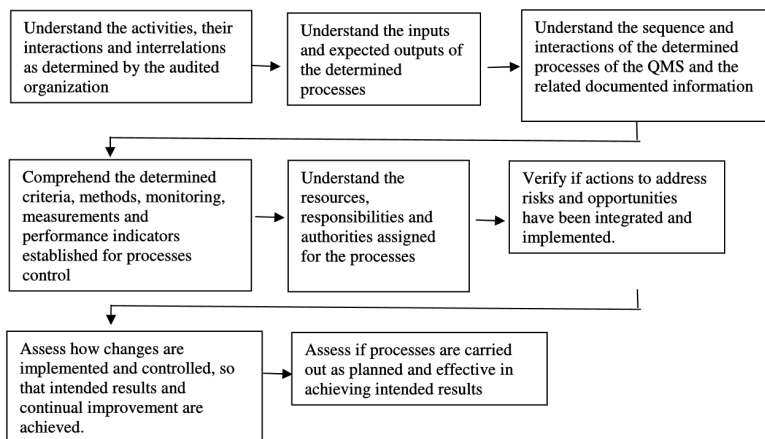 Understand the activities, their
interactions and interrelations
as determined by the audited
organization
Understand the inputs
and expected outputs of
the determined
processes
Understand the sequence and
interactions of the determined
processes of the QMS and the
related documented information
Comprehend the determined
criteria, methods, monitoring,
measurements and
performance indicators
established for processes
control
Understand the
resources,
responsibilities and
authorities assigned
for the processes
Verify if actions to address
risks and opportunities
have been integrated and
implemented.
Assess how changes are
implemented and controlled, so
that intended results and
continual improvement are
achieved.
Assess if processes are carried
out as planned and effective in
achieving intended results